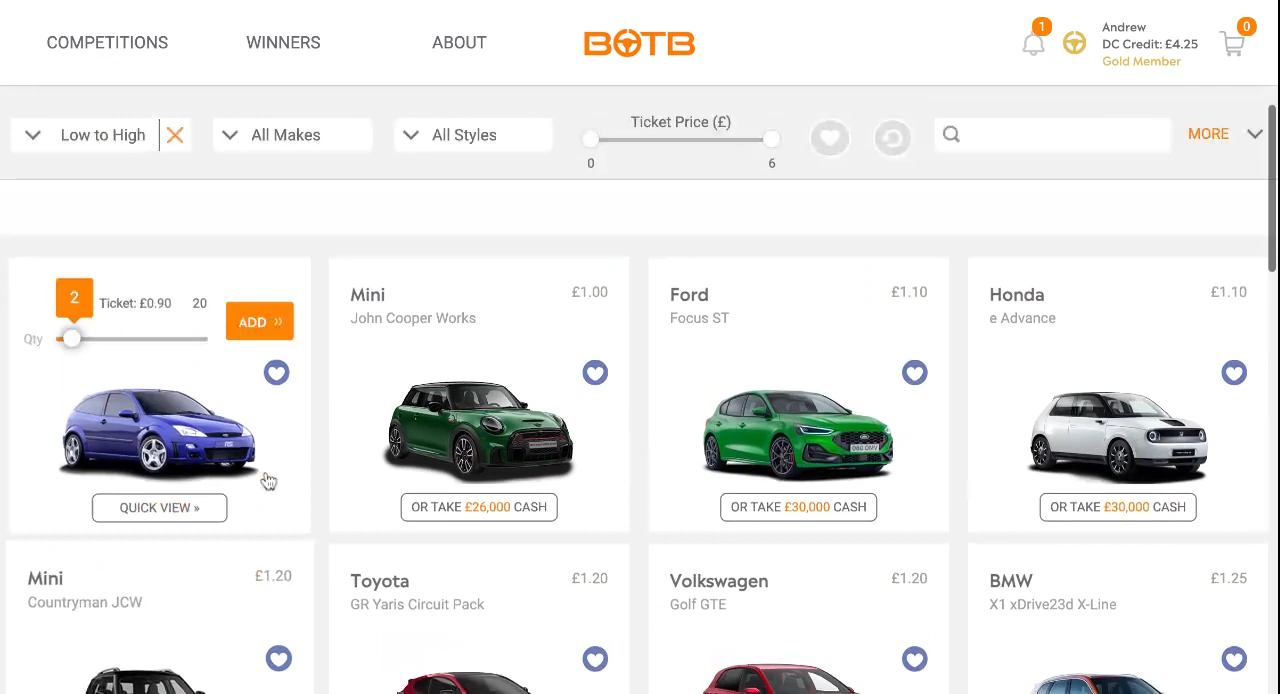 COMPETITIONS
WINNERS
ABOUT
BOTB
1
Andrew
DC Credit: £4.25
Gold Member
0
Low to High
All Makes
All Styles
Ticket Price (£)
0
6
MORE
2
Ticket: £0.90
20
ADD »
Qty
QUICK VIEW »
Mini
£1.00
John Cooper Works
OR TAKE £26,000 CASH
Ford
£1.10
Focus ST
OR TAKE £30,000 CASH
Honda
£1.10
e Advance
OR TAKE £30,000 CASH
Mini
£1.20
Countryman JCW
Toyota
£1.20
GR Yaris Circuit Pack
Volkswagen
£1.20
Golf GTE
BMW
£1.25
X1 xDrive23d X-Line